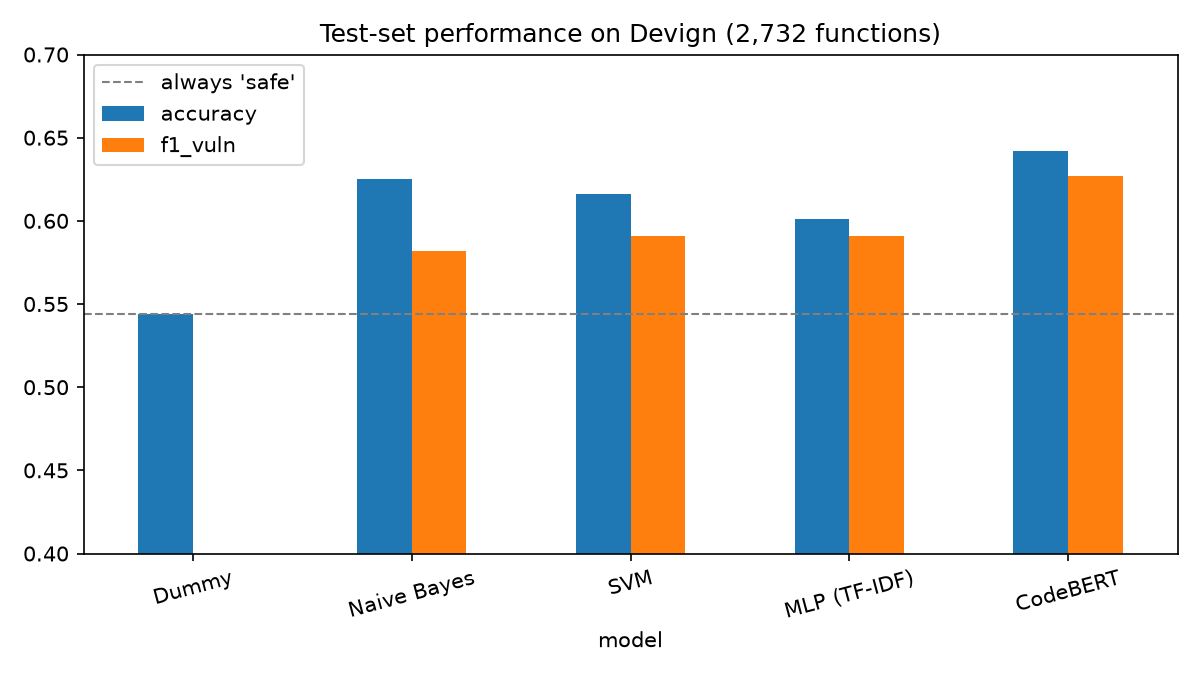 Test-set performance on Devign (2,732 functions)
0.70
0.65
0.60
0.55
0.50
0.45
0.40
always 'safe'
accuracy
f1_vuln
Dummy
Naive Bayes
SVM
MLP (TF-IDF)
CodeBERT
model